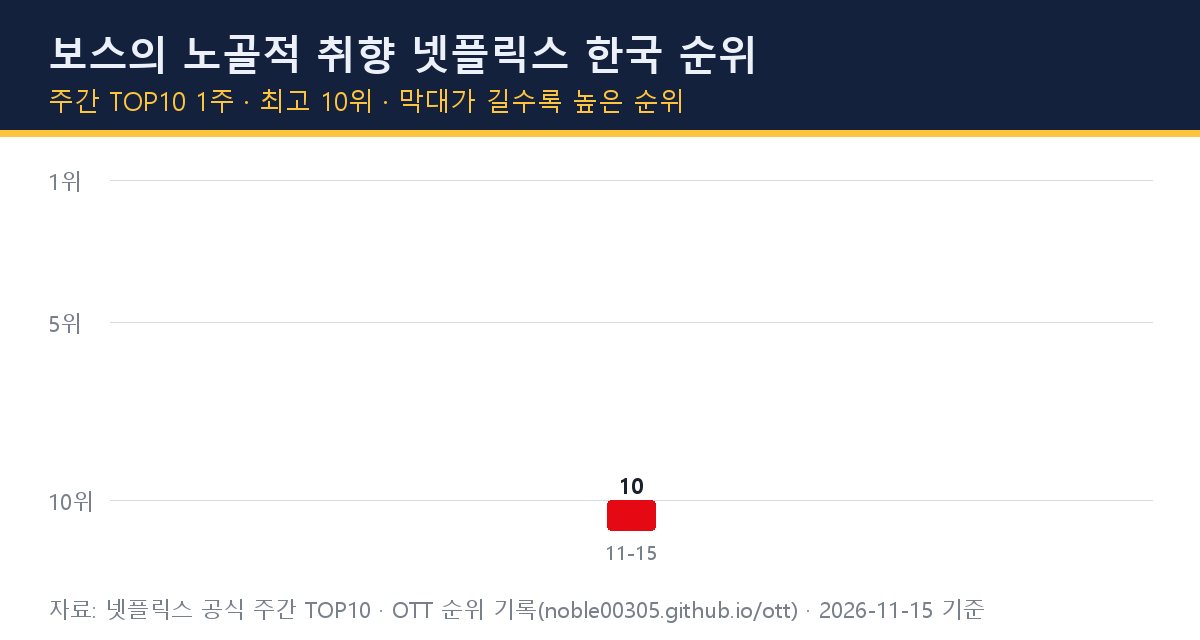 보스의 노골적 취향 넷플릭스 한국 순위
주간 TOP10 1주 · 최고 10위 · 막대가 길수록 높은 순위
1위
5위
10위
10
11-15
자료: 넷플릭스 공식 주간 TOP10 · OTT 순위 기록(noble00305.github.io/ott) · 2026-11-15 기준